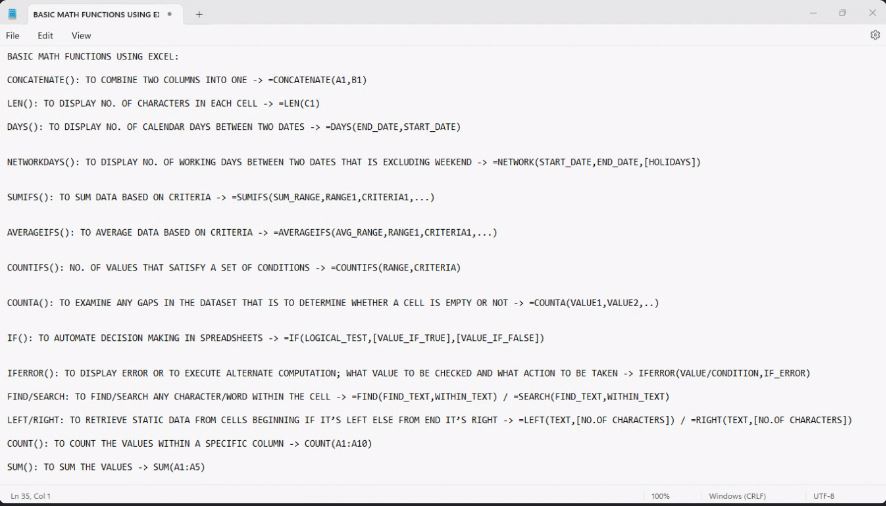 BASIC MATH FUNCTIONS USING EX
File Edit View
BASIC MATH FUNCTIONS USING EXCEL:
CONCATENATE(): TO COMBINE TWO COLUMNS INTO ONE -> =CONCATENATE(A1,B1)
LEN(): TO DISPLAY NO. OF CHARACTERS IN EACH CELL -> =LEN(C1)
DAYS(): TO DISPLAY NO. OF CALENDAR DAYS BETWEEN TWO DATES -> =DAYS(END_DATE,START_DATE)
NETWORKDAYS(): TO DISPLAY NO. OF WORKING DAYS BETWEEN TWO DATES THAT IS EXCLUDING WEEKEND -> =NETWORK(START_DATE,END_DATE,[HOLIDAYS])
SUMIFS(): TO SUM DATA BASED ON CRITERIA -> =SUMIFS(SUM_RANGE,RANGE1,CRITERIA1,...)
AVERAGEIFS(): TO AVERAGE DATA BASED ON CRITERIA -> =AVERAGEIFS(AVG_RANGE,RANGE1,CRITERIA1,...)
COUNTIFS(): NO. OF VALUES THAT SATISFY A SET OF CONDITIONS -> =COUNTIFS(RANGE,CRITERIA)
COUNTA(): TO EXAMINE ANY GAPS IN THE DATASET THAT IS TO DETERMINE WHETHER A CELL IS EMPTY OR NOT -> =COUNTA(VALUE1,VALUE2,..)
IF(): TO AUTOMATE DECISION MAKING IN SPREADSHEETS -> =IF(LOGICAL_TEST,[VALUE_IF_TRUE],[VALUE_IF_FALSE])
IFERROR(): TO DISPLAY ERROR OR TO EXECUTE ALTERNATE COMPUTATION; WHAT VALUE TO BE CHECKED AND WHAT ACTION TO BE TAKEN -> IFERROR(VALUE/CONDITION,IF_ERROR)
FIND/SEARCH: TO FIND/SEARCH ANY CHARACTER/WORD WITHIN THE CELL -> =FIND(FIND_TEXT,WITHIN_TEXT) / =SEARCH(FIND_TEXT,WITHIN_TEXT)
LEFT/RIGHT: TO RETRIEVE STATIC DATA FROM CELLS BEGINNING IF IT'S LEFT ELSE FROM END IT'S RIGHT -> =LEFT(TEXT,[NO.OF CHARACTERS]) / =RIGHT(TEXT,[NO.OF CHARACTERS])
COUNT(): TO COUNT THE VALUES WITHIN A SPECIFIC COLUMN -> COUNT(A1:A10)
SUM(): TO SUM THE VALUES -> SUM(A1:A5)
Ln 35, Col 1 100% Windows (CRLF) UTF-8